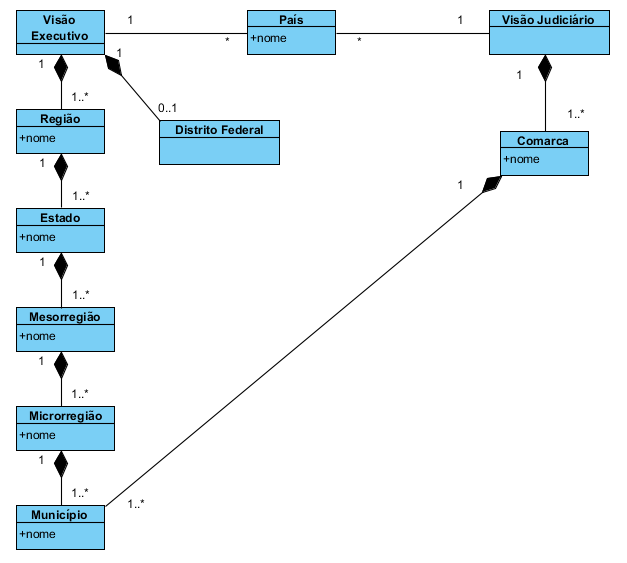 Visão
Executivo
1
*
País
+nome
*
1
Visão Judiciário
1
1
0..1
Distrito Federal
1..*
Região
+nome
1
1..*
Comarca
+nome
1
1
1..*
Estado
+nome
1
1..*
Mesorregião
+nome
1
1..*
Microrregião
+nome
1
1..*
1..*
Município
+nome